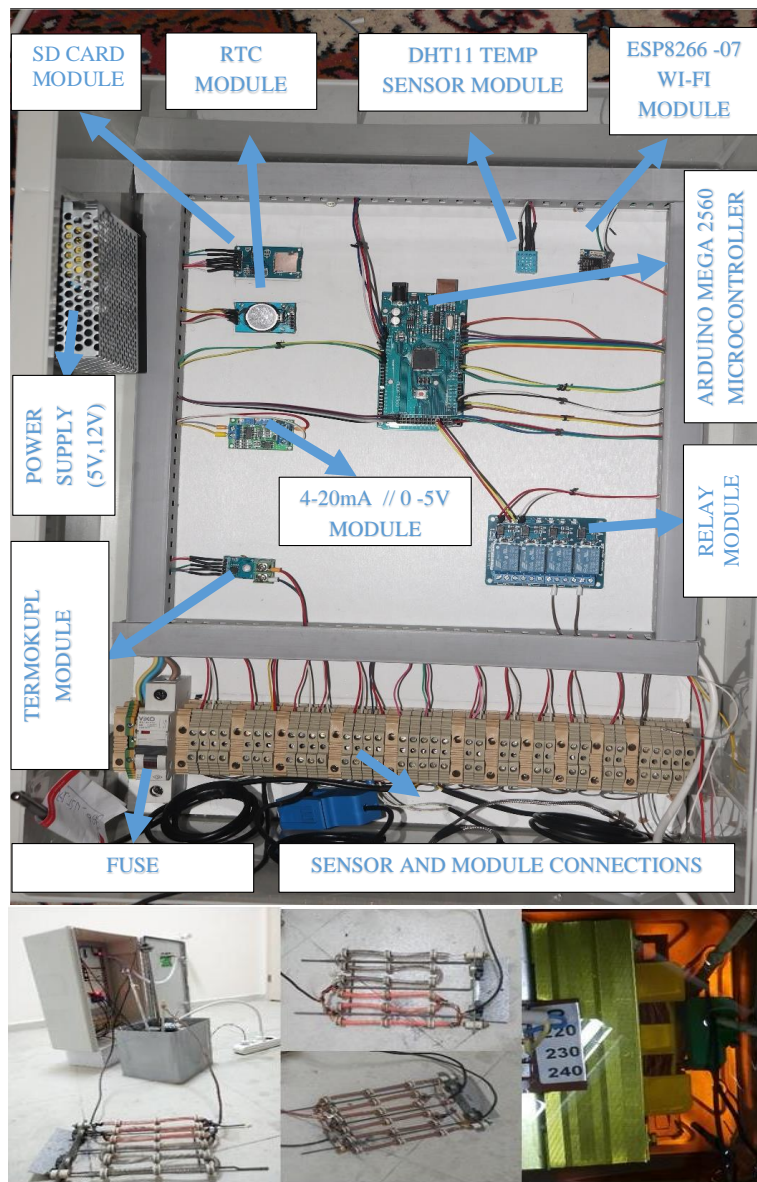 SD CARD
MODULE
RTC
MODULE
DHT11 TEMP
SENSOR MODULE
ESP8266 -07
WI-FI
MODULE
ARDUINO MEGA 2560
MICROCONTROLLER
POWER
SUPPLY
(5V,12V)
4-20mA // 0 -5V
MODULE
RELAY
MODULE
TERMOKUPL
MODULE
VIKO
FUSE
SENSOR AND MODULE CONNECTIONS
220
230
240